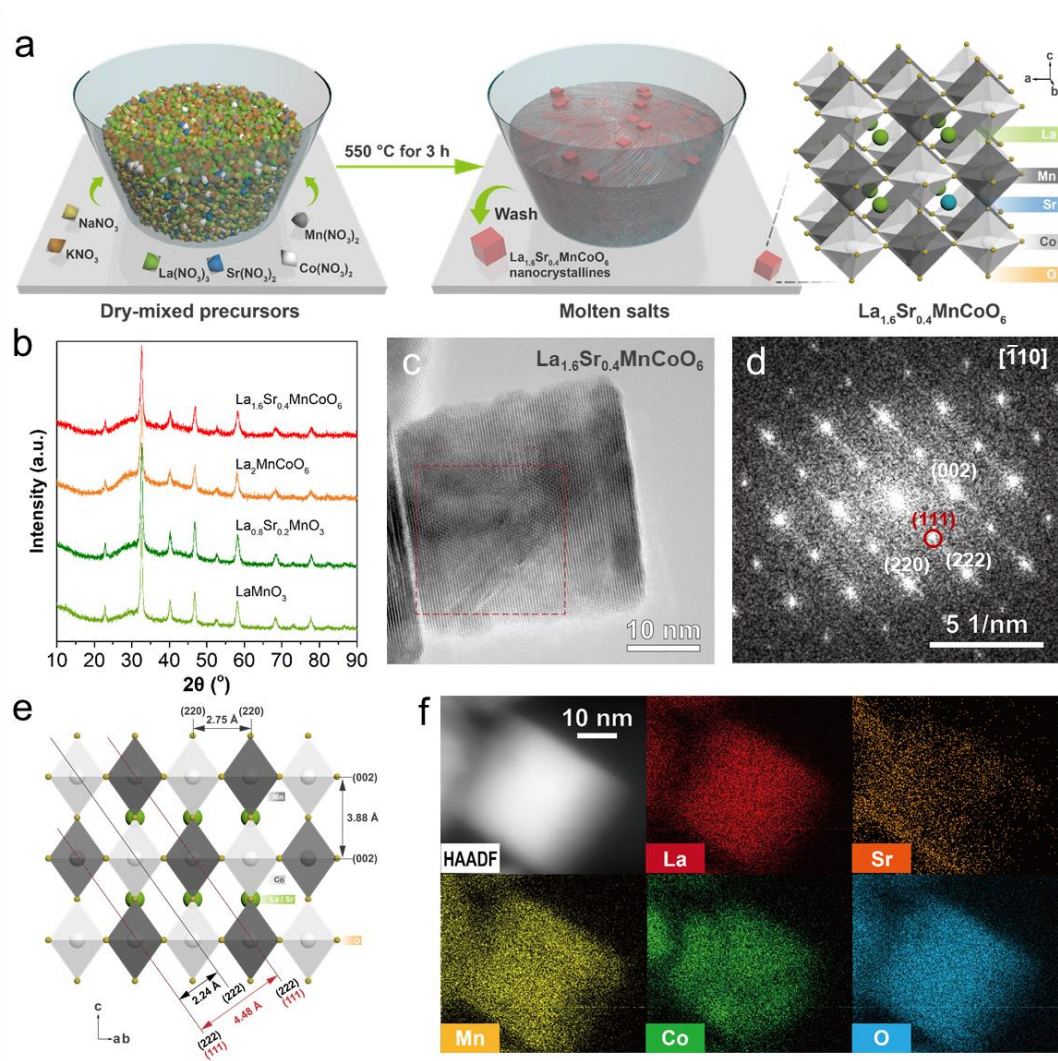 a
550 °C for 3 h
Wash
NaNO₃
KNO₃
La(NO₃)₃
Sr(NO₃)₂
Co(NO₃)₂
Mn(NO₃)₂
La₁.₆Sr₀.₄MnCoO₆
nanocrystallines
Dry-mixed precursors
Molten salts
c
a
b
La
Mn
Sr
Co
O
La₁.₆Sr₀.₄MnCoO₆
b
La₁.₆Sr₀.₄MnCoO₆
La₂MnCoO₆
La₀.₈Sr₀.₂MnO₃
LaMnO₃
Intensity (a.u.)
10 20 30 40 50 60 70 80 90
2θ (°)
c
La₁.₆Sr₀.₄MnCoO₆
10 nm
d
[1̄10]
(002)
(111)
(220)
(222)
5 1/nm
e
(220) (220)
2.75 Å
(002)
Mn
3.88 Å
(002)
Co
La / Sr
O
2.24 Å
(222)
(222)
(111)
4.48 Å
(222)
(111)
c
ab
f
10 nm
HAADF
La
Sr
Mn
Co
O